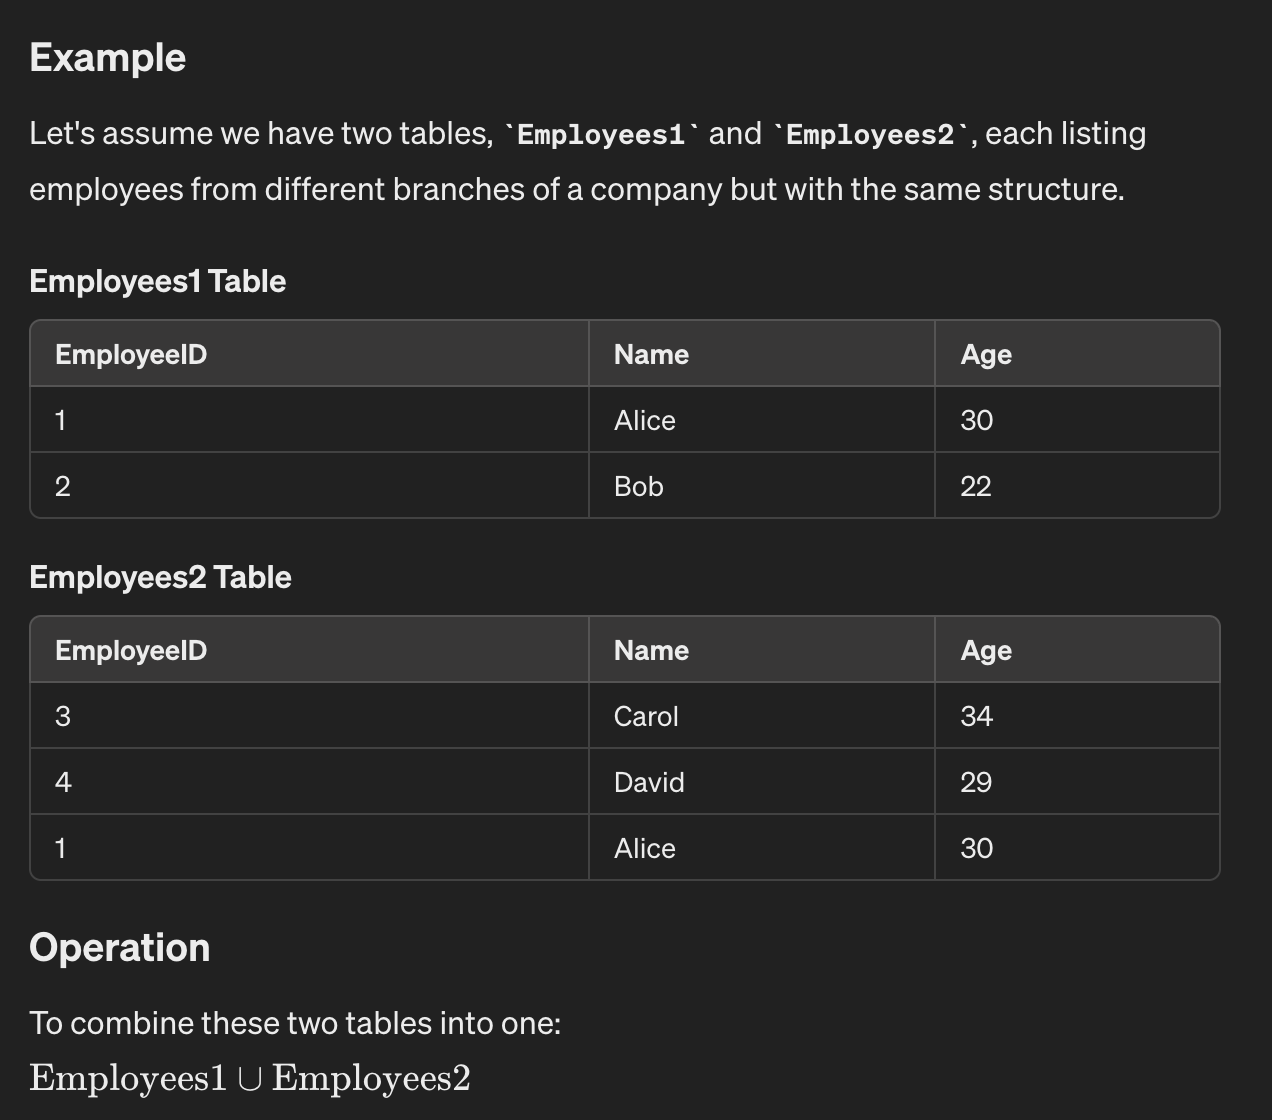 Example
Let's assume we have two tables, `Employees1` and `Employees2`, each listing
employees from different branches of a company but with the same structure.
Employees1 Table
EmployeeID Name Age
1 Alice 30
2 Bob 22
Employees2 Table
EmployeeID Name Age
3 Carol 34
4 David 29
1 Alice 30
Operation
To combine these two tables into one:
Employees1 ∪ Employees2